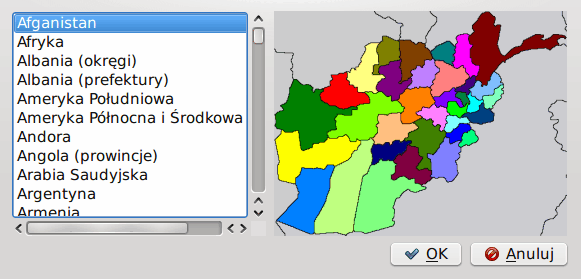 Afganistan
Afryka
Albania (okręgi)
Albania (prefektury)
Ameryka Południowa
Ameryka Północna i Środkowa
Andora
Angola (prowincje)
Arabia Saudyjska
Argentyna
Armenia
OK
Anuluj